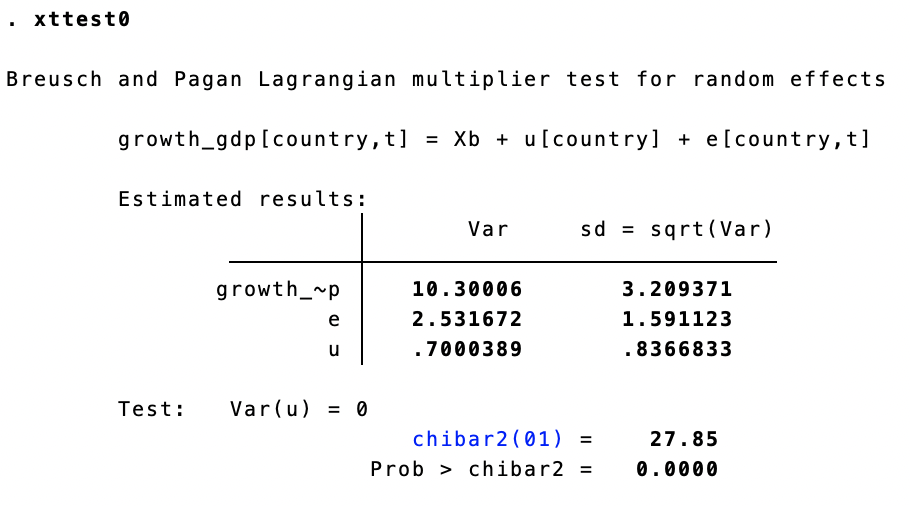 . xttest0
Breusch and Pagan Lagrangian multiplier test for random effects
growth_gdp[country,t] = Xb + u[country] + e[country,t]
Estimated results:
Var sd = sqrt(Var)
growth_~p 10.30006 3.209371
e 2.531672 1.591123
u .7000389 .8366833
Test: Var(u) = 0
chibar2(01) = 27.85
Prob > chibar2 = 0.0000